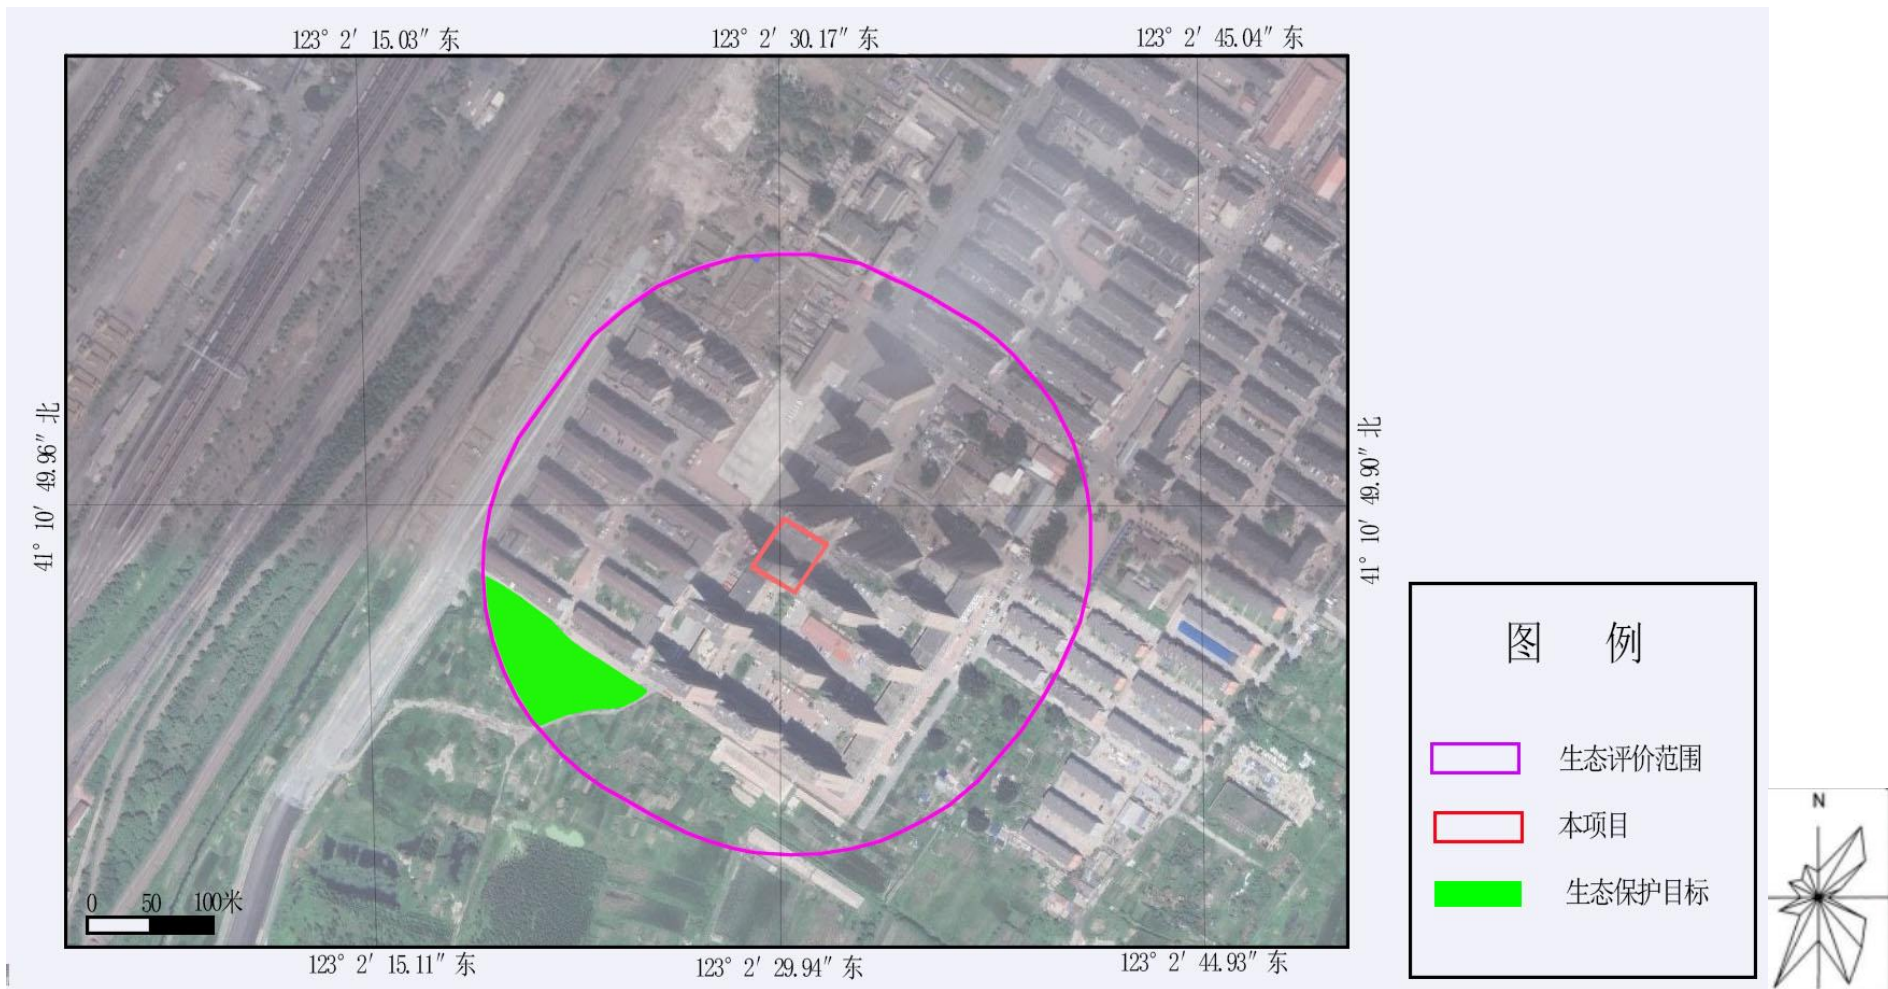 123° 2′ 15.03″ 东
123° 2′ 30.17″ 东
123° 2′ 45.04″ 东
41° 10′ 49.96″ 北
41° 10′ 49.90″ 北
图 例
生态评价范围
本项目
生态保护目标
N
0 50 100米
123° 2′ 15.11″ 东
123° 2′ 29.94″ 东
123° 2′ 44.93″ 东